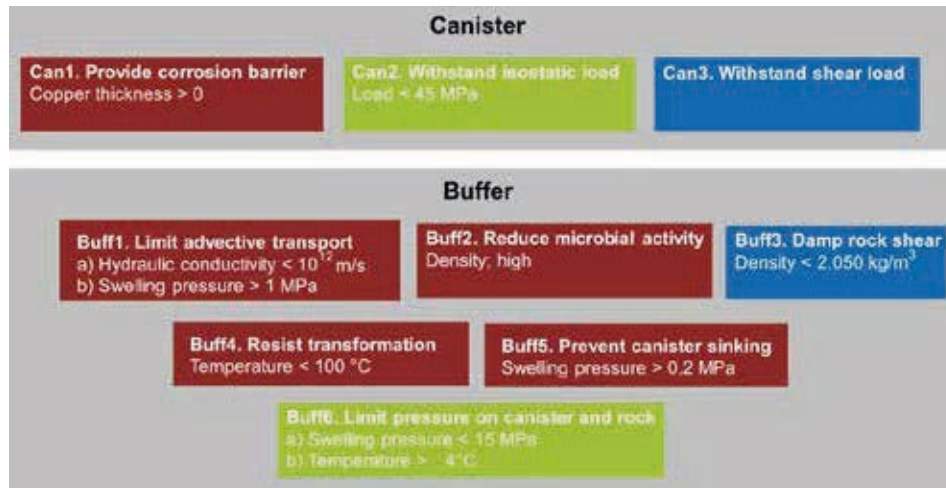 Canister
Can1. Provide corrosion barrier
Copper thickness > 0
Can2. Withstand isostatic load
Load < 45 MPa
Can3. Withstand shear load
Buffer
Buff1. Limit advective transport
a) Hydraulic conductivity < 10¹² m/s
b) Swelling pressure > 1 MPa
Buff2. Reduce microbial activity
Density; high
Buff3. Damp rock shear
Density < 2.050 kg/m³
Buff4. Resist transformation
Temperature < 100 °C
Buff5. Prevent canister sinking
Swelling pressure > 0.2 MPa
Buff6. Limit pressure on canister and rock
a) Swelling pressure < 15 MPa
b) Temperature > 4°C